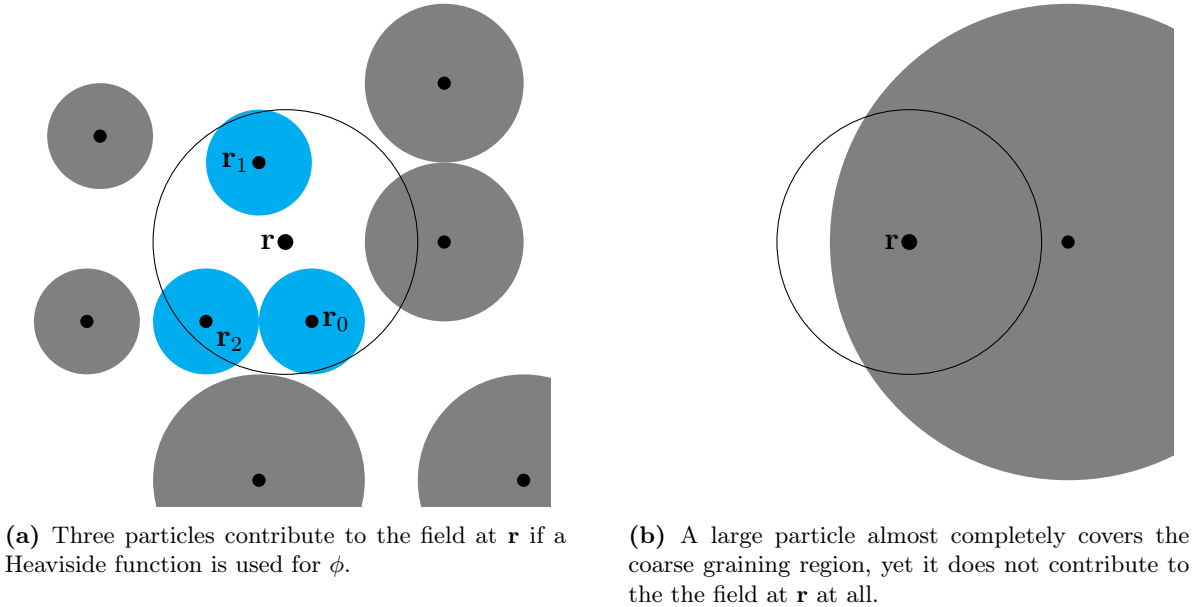 r₁
r
r₀
r₂
r
(a) Three particles contribute to the field at r if a
Heaviside function is used for ϕ.
(b) A large particle almost completely covers the
coarse graining region, yet it does not contribute to
the the field at r at all.